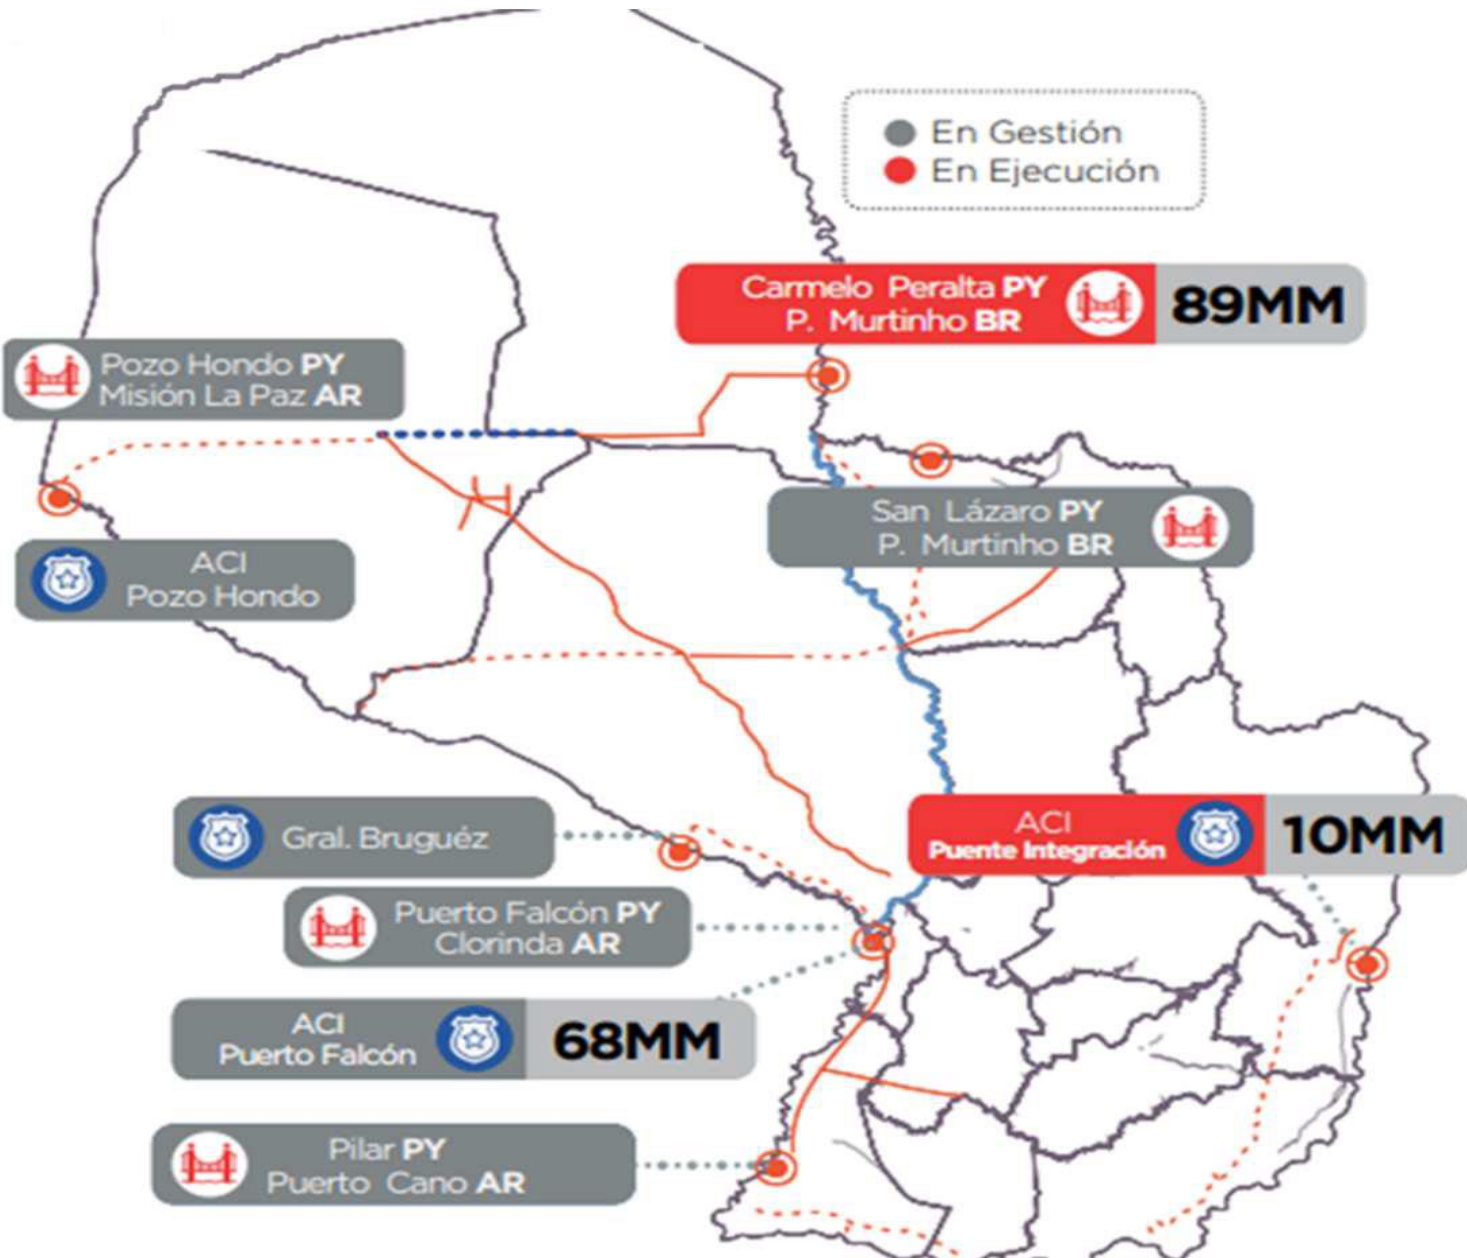 En Gestión
En Ejecución
Carmelo Peralta PY
P. Murtinho BR
89MM
Pozo Hondo PY
Misión La Paz AR
San Lázaro PY
P. Murtinho BR
ACI
Pozo Hondo
Gral. Bruguéz
ACI
Puente Integración
10MM
Puerto Falcón PY
Clorinda AR
ACI
Puerto Falcón
68MM
Pilar PY
Puerto Cano AR